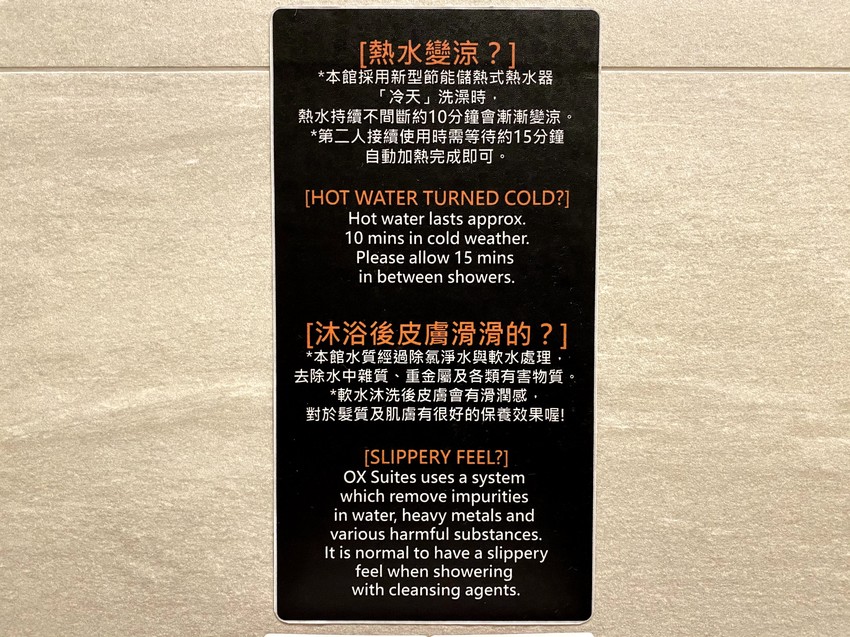 [熱水變涼？]
*本館採用新型節能儲熱式熱水器
「冷天」洗澡時，
熱水持續不間斷約10分鐘會漸漸變涼。
*第二人接續使用時需等待約15分鐘
自動加熱完成即可。
[HOT WATER TURNED COLD?]
Hot water lasts approx.
10 mins in cold weather.
Please allow 15 mins
in between showers.
[沐浴後皮膚滑滑的？]
*本館水質經過除氯淨水與軟水處理，
去除水中雜質、重金屬及各類有害物質。
*軟水沐洗後皮膚會有滑潤感，
對於髮質及肌膚有很好的保養效果喔!
[SLIPPERY FEEL?]
OX Suites uses a system
which remove impurities
in water, heavy metals and
various harmful substances.
It is normal to have a slippery
feel when showering
with cleansing agents.